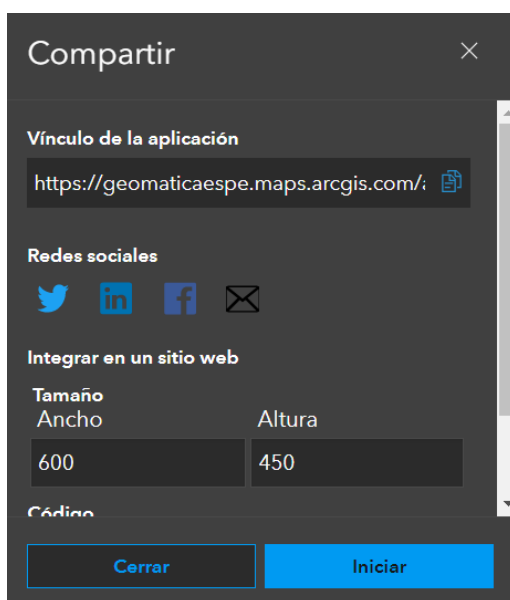 Compartir
Vínculo de la aplicación
https://geomaticaespe.maps.arcgis.com/
Redes sociales
Integrar en un sitio web
Tamaño
Ancho Altura
600 450
Código
Cerrar Iniciar